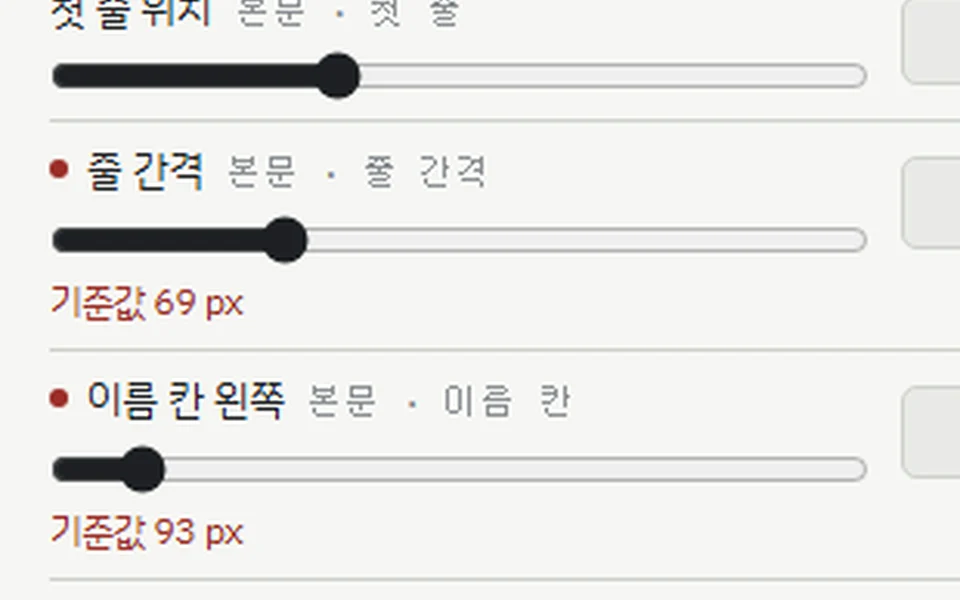 첫 줄 위치 본문 · 첫 줄
줄 간격 본문 · 줄 간격
기준값 69 px
이름 칸 왼쪽 본문 · 이름 칸
기준값 93 px